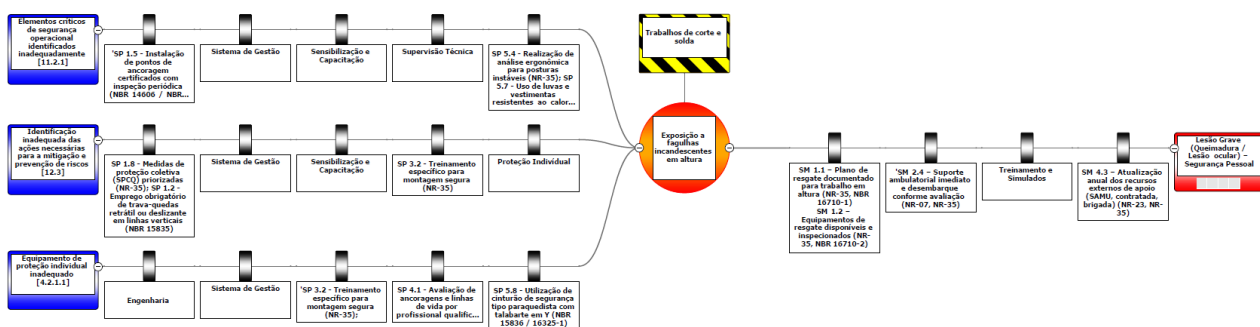 Elementos críticos
de segurança
operacional
identificados
inadequadamente
[11.2.1]
'SP 1.5 - Instalação
de pontos de
ancoragem
certificados com
inspeção periódica
(NBR 14606 / NBR...
Sistema de Gestão
Sensibilização e
Capacitação
Supervisão Técnica
SP 5.4 - Realização de
análise ergonômica
para posturas
instáveis (NR-35); SP
5.7 - Uso de luvas e
vestimentas
resistentes ao calor...
Trabalhos de corte e
solda
Identificação
inadequada das
ações necessárias
para a mitigação e
prevenção de riscos
[12.3]
SP 1.8 - Medidas de
proteção coletiva
(SPCQ) priorizadas
(NR-35); SP 1.2 -
Emprego obrigatório
de trava-quedas
retrátil ou deslizante
em linhas verticais
(NBR 15835)
Sistema de Gestão
Sensibilização e
Capacitação
SP 3.2 - Treinamento
específico para
montagem segura
(NR-35)
Proteção Individual
Exposição a
fagulhas
incandescentes
em altura
SM 1.1 – Plano de
resgate documentado
para trabalho em
altura (NR-35, NBR
16710-1)
SM 1.2 –
Equipamentos de
resgate disponíveis e
inspecionados (NR-
35, NBR 16710-2)
'SM 2.4 – Suporte
ambulatorial imediato
e desembarque
conforme avaliação
(NR-07, NR-35)
Treinamento e
Simulados
SM 4.3 – Atualização
anual dos recursos
externos de apoio
(SAMU, contratada,
brigada) (NR-23, NR-
35)
Lesão Grave
(Queimadura /
Lesão ocular) –
Segurança Pessoal
Equipamento de
proteção individual
inadequado
[4.2.1.1]
Engenharia
Sistema de Gestão
'SP 3.2 - Treinamento
específico para
montagem segura
(NR-35);
SP 4.1 - Avaliação de
ancoragens e linhas
de vida por
profissional qualific...
SP 5.8 - Utilização de
cinturão de segurança
tipo paraquedista com
talabarte em Y (NBR
15836 / 16325-1)